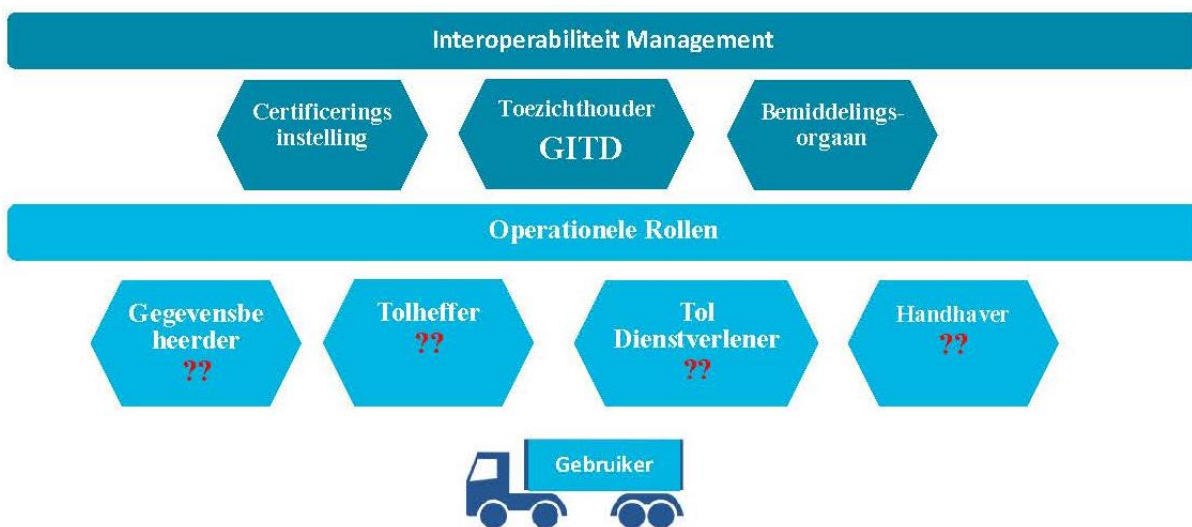 Interoperabiliteit Management
Certificerings
instelling
Toezichthouder
GITD
Bemiddelings-
orgaan
Operationele Rollen
Gegevensbe
heerder
??
Tolheffer
??
Tol
Dienstverlener
??
Handhaver
??
Gebruiker